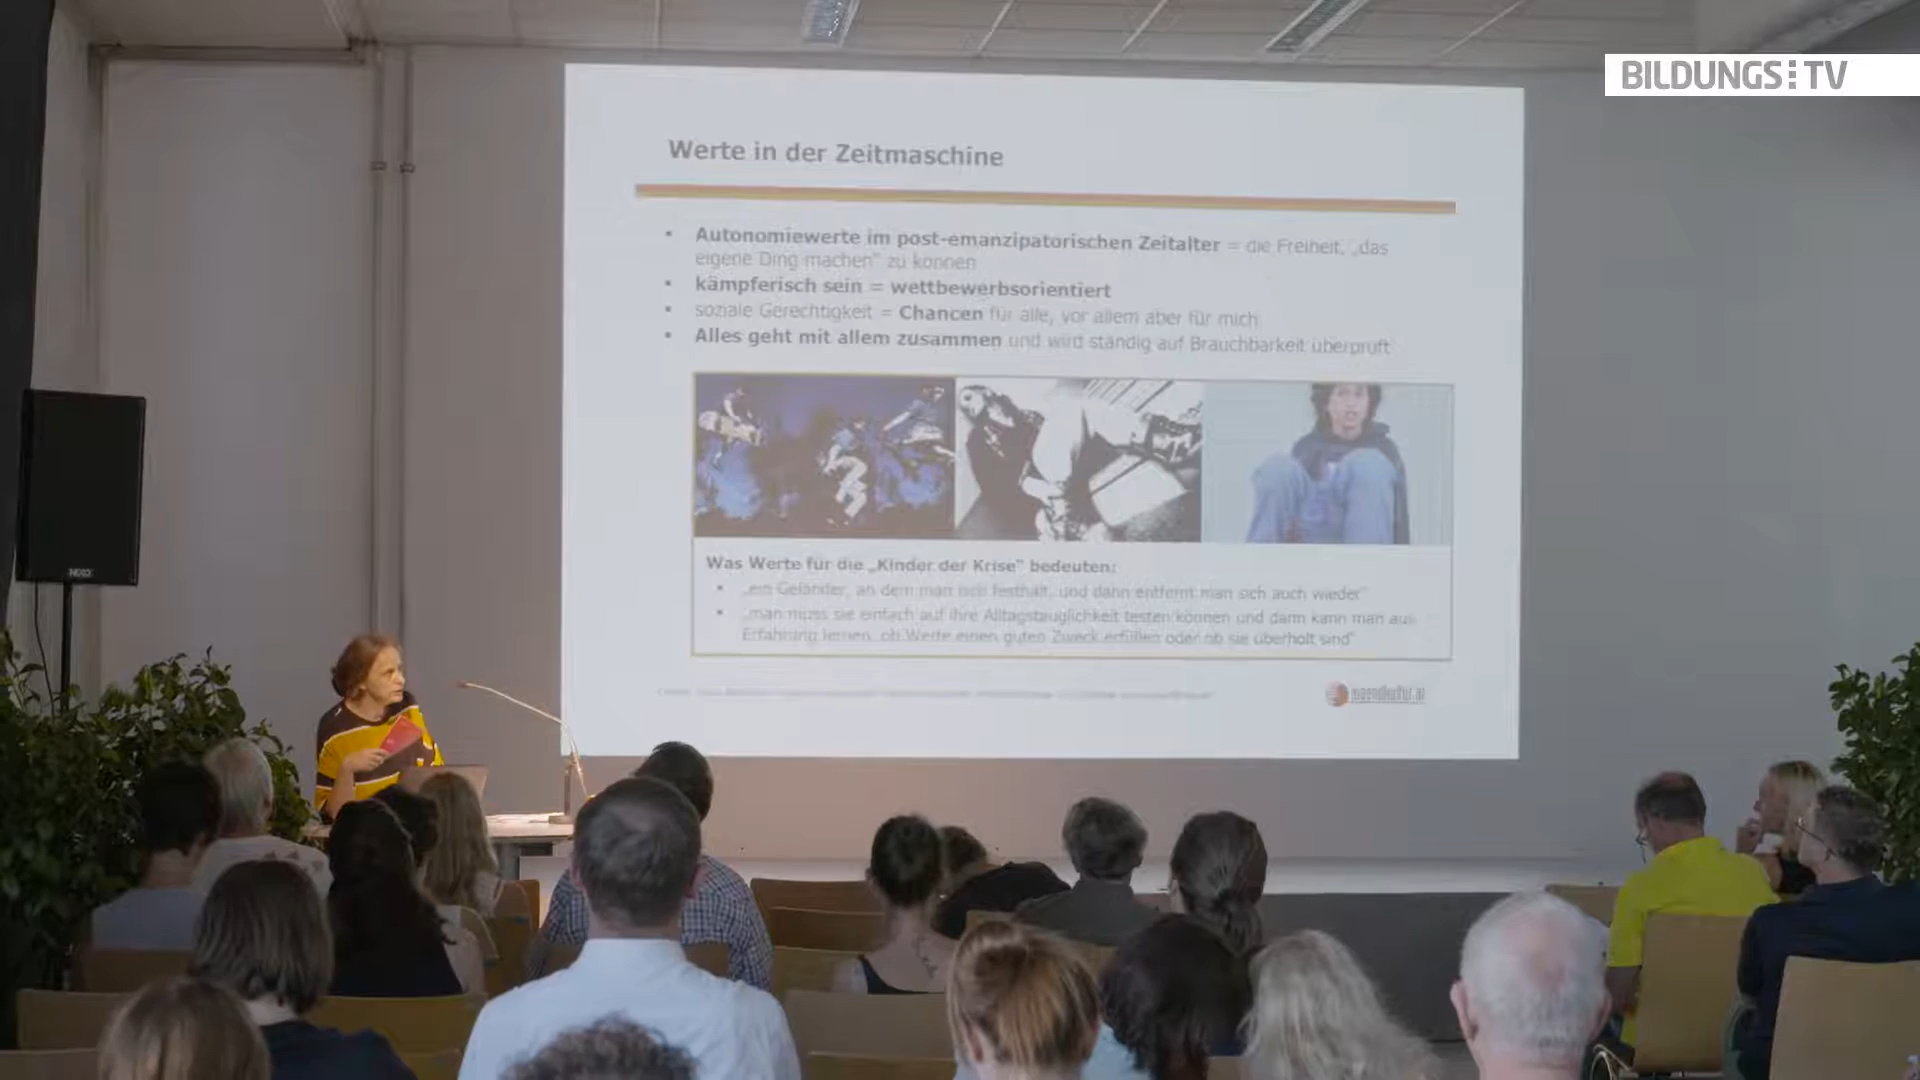 BILDUNGS:TV
Werte in der Zeitmaschine
Autonomiewerte im post-emanzipatorischen Zeitalter = die Freiheit, „das
eigene Ding machen" zu können
kämpferisch sein = wettbewerbsorientiert
soziale Gerechtigkeit = Chancen für alle, vor allem aber für mich
Alles geht mit allem zusammen und wird ständig auf Brauchbarkeit überprüft
Was Werte für die „Kinder der Krise" bedeuten:
„ein Geländer, an dem man sich festhält, und dann entfernt man sich auch wieder"
„man muss sie einfach auf ihre Alltagstauglichkeit testen können und dann kann man aus
Erfahrung lernen, ob Werte einen guten Zweck erfüllen oder ob sie überholt sind"
jugendkultur.at
NEXO